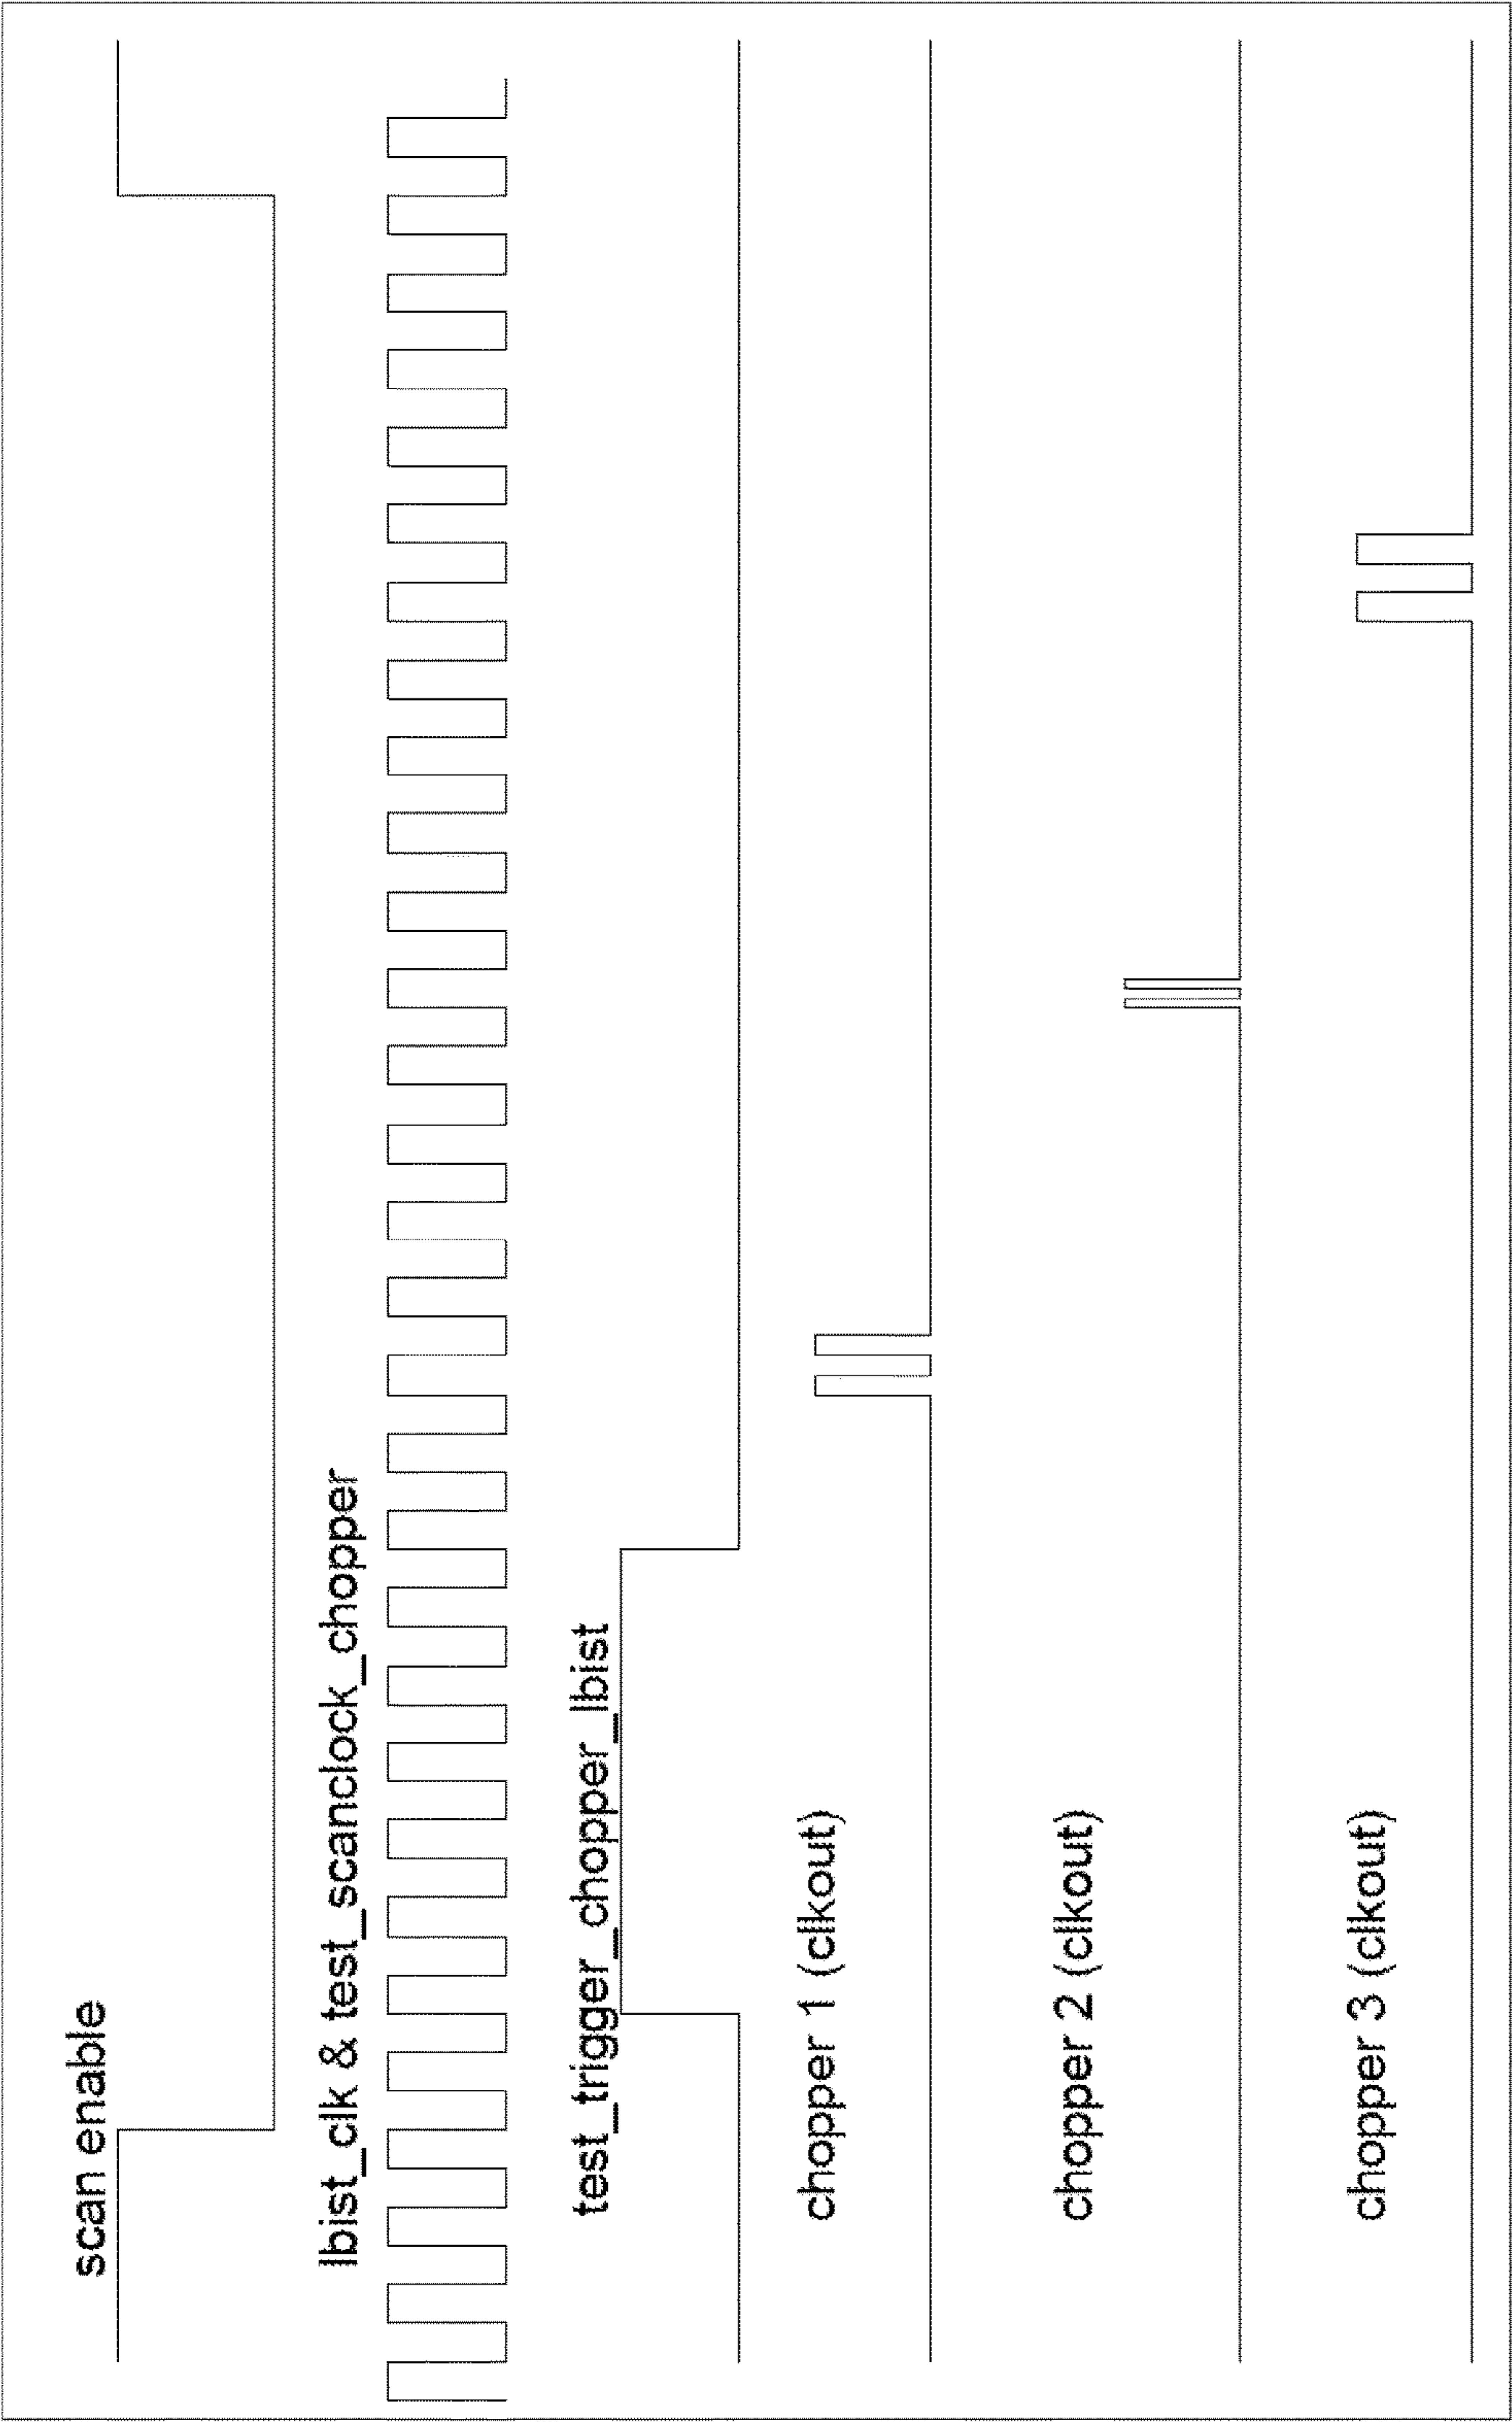 scan enable
lbist_clk & test_scanclock_chopper
test_trigger_chopper_lbist
chopper 1 (clkout)
chopper 2 (clkout)
chopper 3 (clkout)